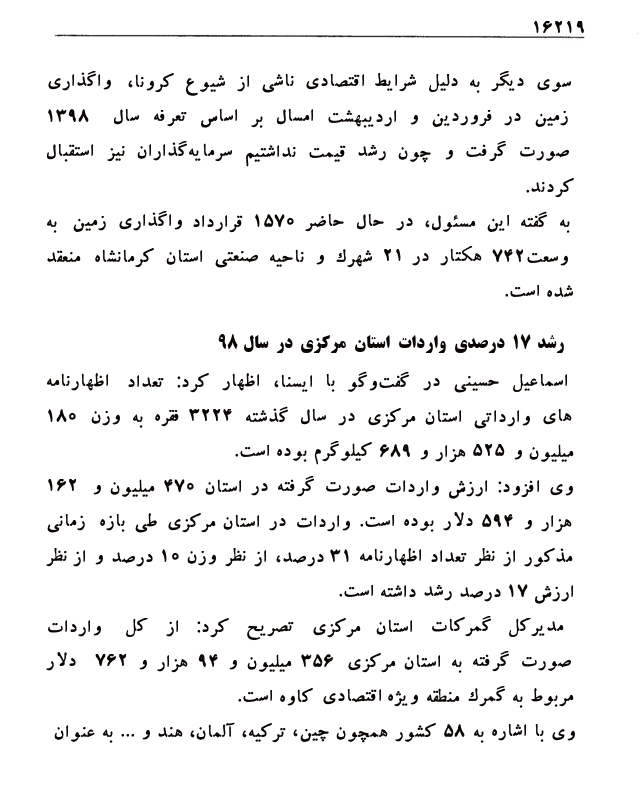 ۱۶۲۱۹
سوی دیگر به دلیل شرایط اقتصادی ناشی از شیوع کرونا، واگذاری
زمین در فروردین و اردیبهشت امسال بر اساس تعرفه سال ۱۳۹۸
صورت گرفت و چون رشد قیمت نداشتیم سرمایه‌گذاران نیز استقبال
کردند.
به گفته این مسئول، در حال حاضر ۱۵۷۰ قرارداد واگذاری زمین به
وسعت۷۴۲ هکتار در ۲۱ شهرك و ناحیه صنعتی استان کرمانشاه منعقد
شده است.
رشد ۱۷ درصدی واردات استان مرکزی در سال ۹۸
اسماعیل حسینی در گفت‌وگو با ایسنا، اظهار کرد: تعداد اظهارنامه
های وارداتی استان مرکزی در سال گذشته ۳۲۲۴ فقره به وزن ۱۸۰
میلیون و ۵۲۵ هزار و ۶۸۹ کیلوگرم بوده است.
وی افزود: ارزش واردات صورت گرفته در استان ۴۷۰ میلیون و ۱۶۲
هزار و ۵۹۴ دلار بوده است. واردات در استان مرکزی طی بازه زمانی
مذکور از نظر تعداد اظهارنامه ۳۱ درصد، از نظر وزن ۱۰ درصد و از نظر
ارزش ۱۷ درصد رشد داشته است.
مدیرکل گمرکات استان مرکزی تصریح کرد: از کل واردات
صورت گرفته به استان مرکزی ۳۵۶ میلیون و ۹۴ هزار و ۷۶۲ دلار
مربوط به گمرك منطقه ویژه اقتصادی کاوه است.
وی با اشاره به ۵۸ کشور همچون چین، ترکیه، آلمان، هند و ... به عنوان